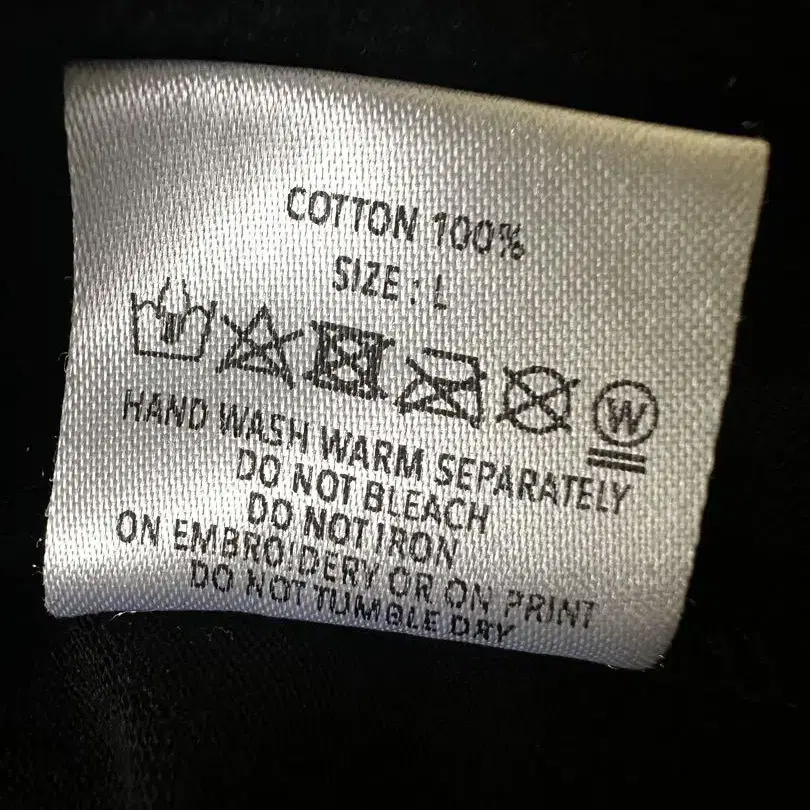 COTTON 100%
SIZE : L
W
HAND WASH WARM SEPARATELY
DO NOT BLEACH
DO NOT IRON
ON EMBROIDERY OR ON PRINT
DO NOT TUMBLE DRY